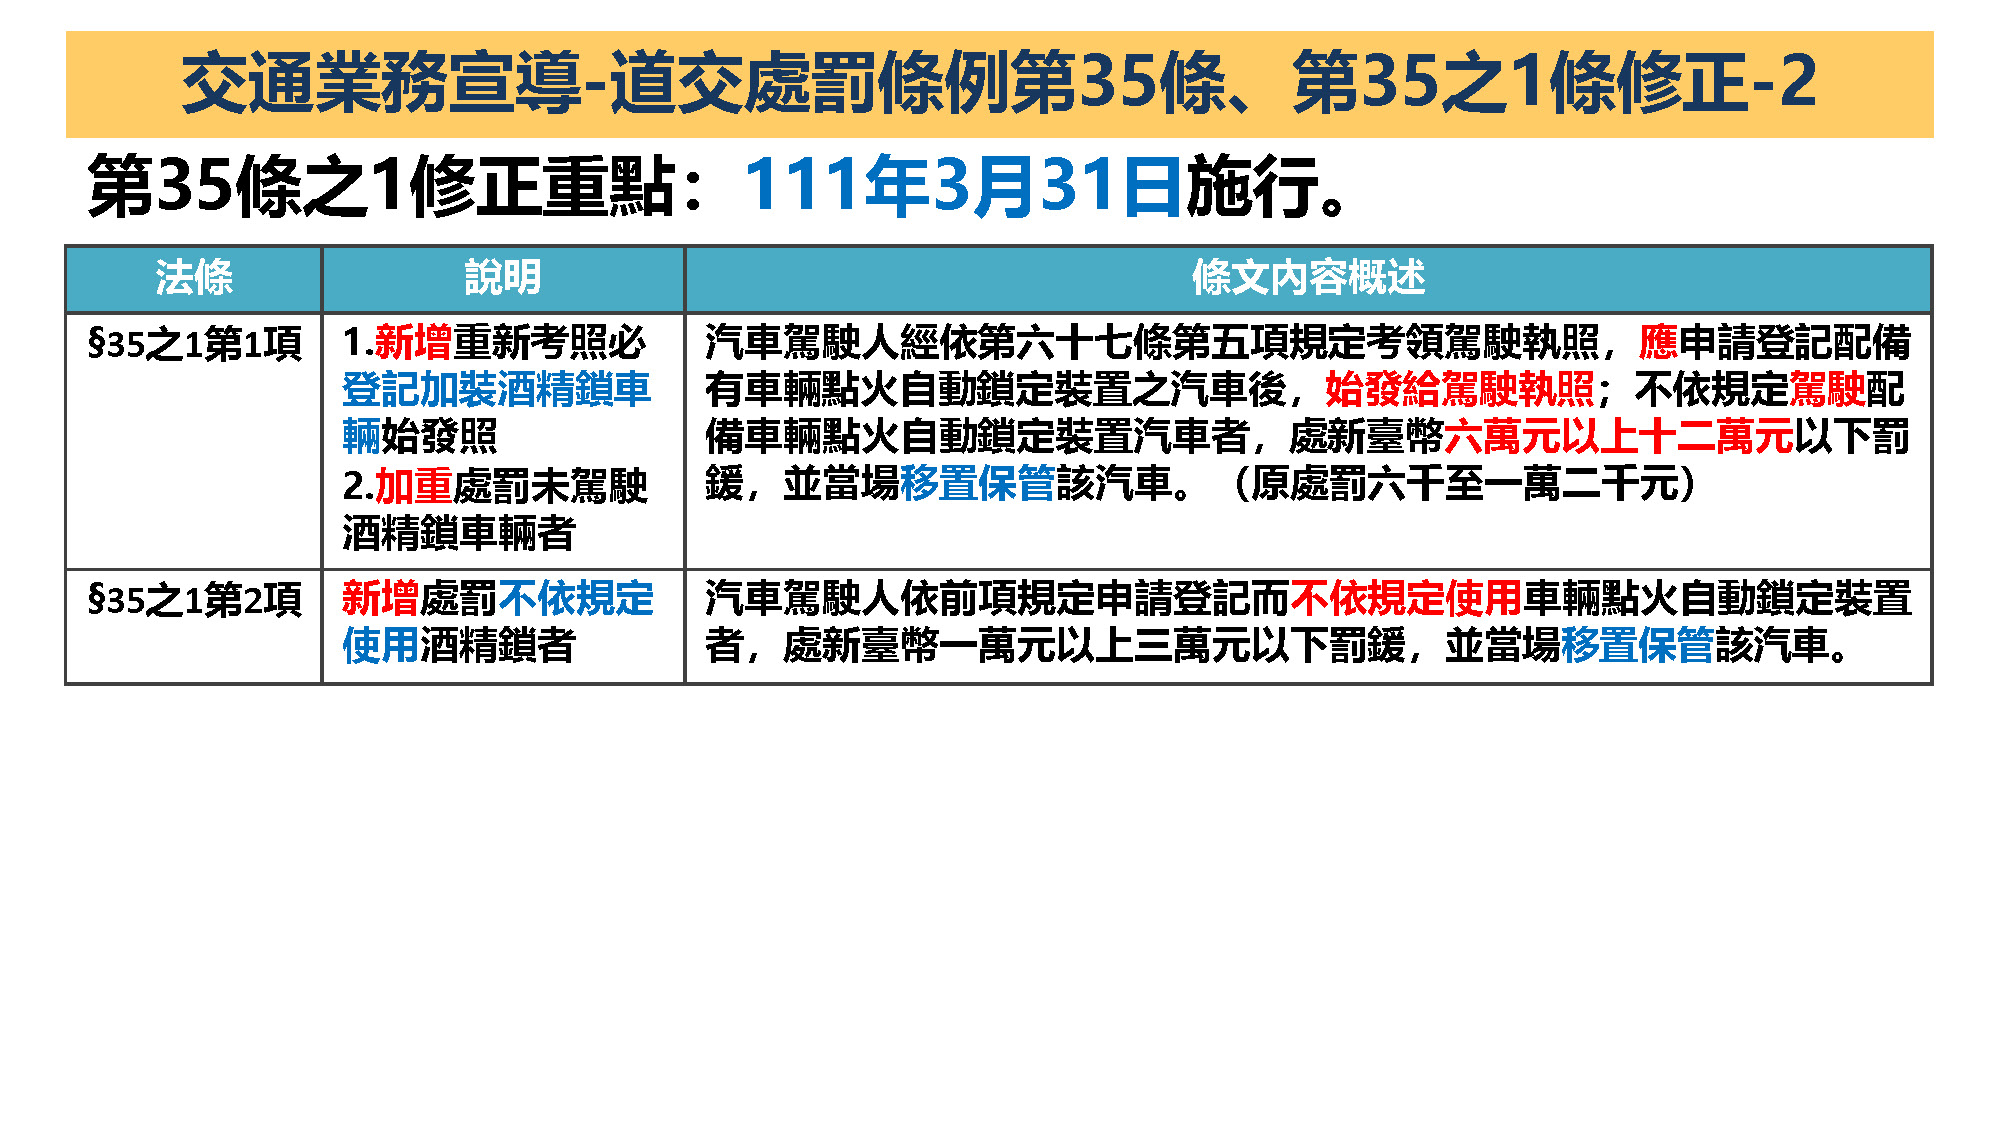 交通業務宣導-道交處罰條例第35條、第35之1條修正-2
第35條之1修正重點：111年3月31日施行。
法條
說明
條文內容概述
§35之1第1項
1.新增重新考照必
登記加裝酒精鎖車
輛始發照
2.加重處罰未駕駛
酒精鎖車輛者
汽車駕駛人經依第六十七條第五項規定考領駕駛執照，應申請登記配備
有車輛點火自動鎖定裝置之汽車後，始發給駕駛執照；不依規定駕駛配
備車輛點火自動鎖定裝置汽車者，處新臺幣六萬元以上十二萬元以下罰
鍰，並當場移置保管該汽車。（原處罰六千至一萬二千元）
§35之1第2項
新增處罰不依規定
使用酒精鎖者
汽車駕駛人依前項規定申請登記而不依規定使用車輛點火自動鎖定裝置
者，處新臺幣一萬元以上三萬元以下罰鍰，並當場移置保管該汽車。